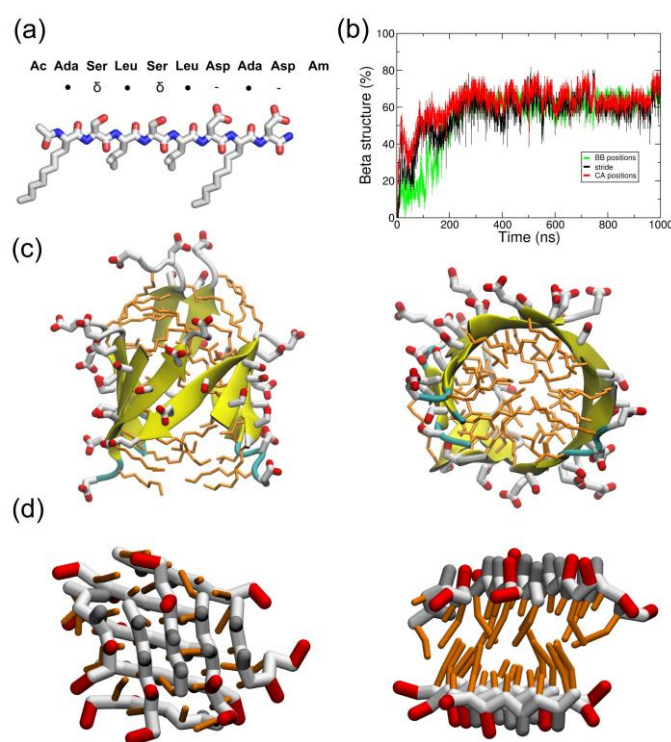 (a)
Ac Ada Ser Leu Ser Leu Asp Ada Asp Am
• δ • δ • - • -
(b)
Beta structure (%)
100
80
60
40
20
0
BB positions
stride
CA positions
0 200 400 600 800 1000
Time (ns)
(c)
(d)